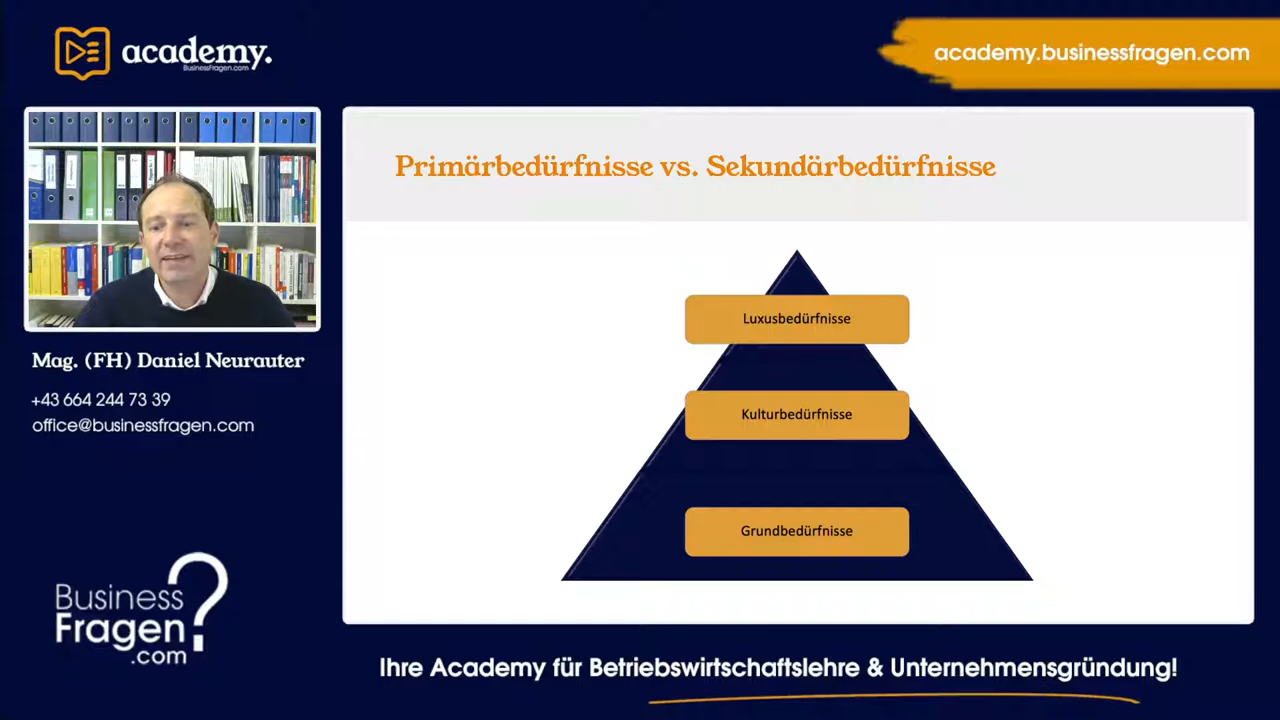 academy.
BusinessFragen.com
academy.businessfragen.com
Primärbedürfnisse vs. Sekundärbedürfnisse
Luxusbedürfnisse
Kulturbedürfnisse
Grundbedürfnisse
Mag. (FH) Daniel Neurauter
+43 664 244 73 39
office@businessfragen.com
Business
Fragen
.com
?
Ihre Academy für Betriebswirtschaftslehre & Unternehmensgründung!